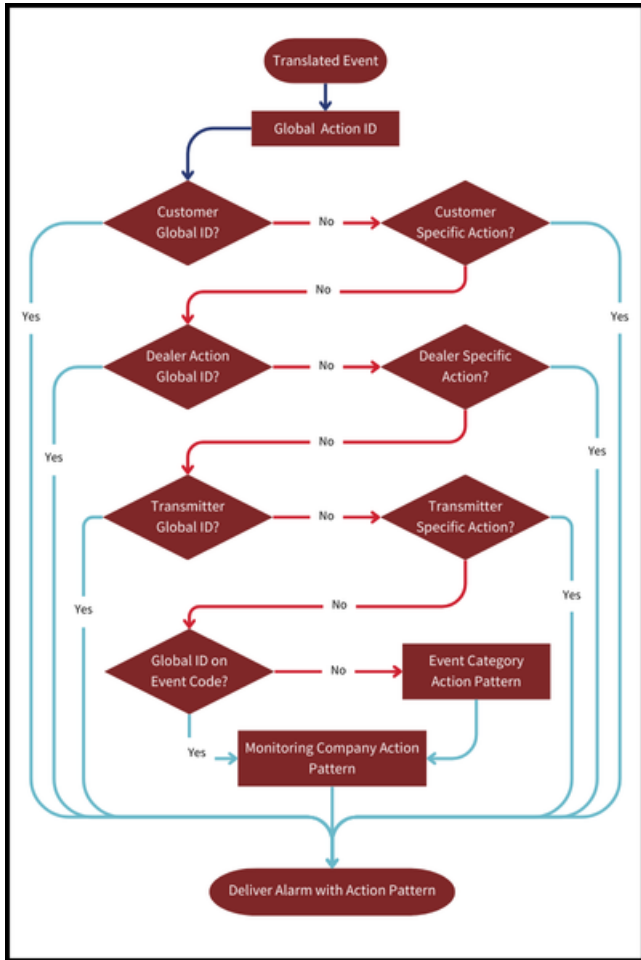 Translated Event
Global Action ID
Customer
Global ID?
No
Customer
Specific Action?
No
Yes
Yes
Dealer Action
Global ID?
No
Dealer Specific
Action?
No
Yes
Yes
Transmitter
Global ID?
No
Transmitter
Specific Action?
No
Yes
Yes
Global ID on
Event Code?
No
Event Category
Action Pattern
Yes
Monitoring Company Action
Pattern
Deliver Alarm with Action Pattern